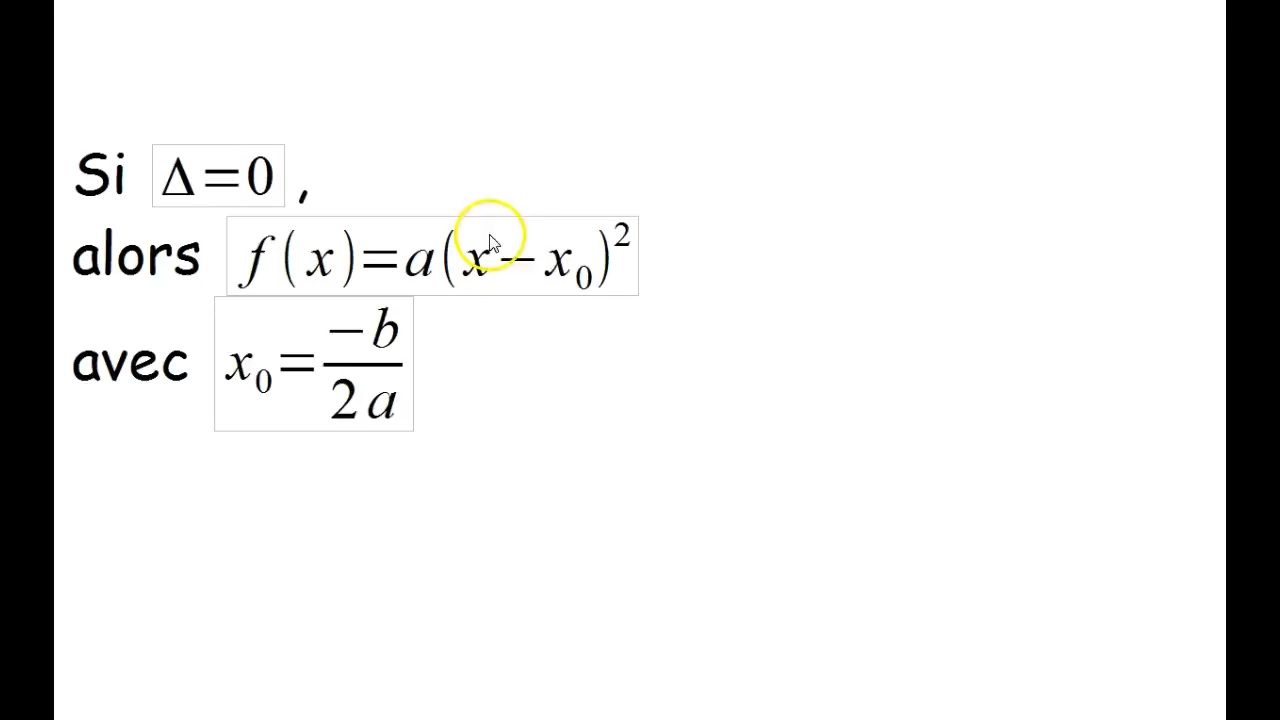 Si Δ=0 ,
alors f(x)=a(x−x₀)²
avec x₀=−b/2a